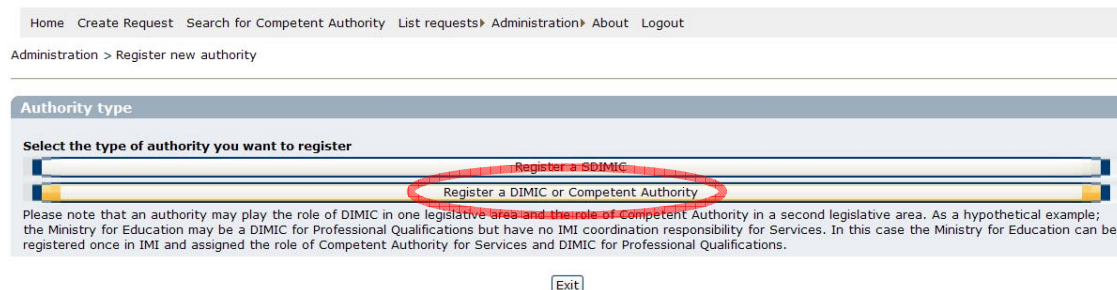 Home Create Request Search for Competent Authority List requests Administration About Logout
Administration > Register new authority
Authority type
Select the type of authority you want to register
Register a SDIMIC
Register a DIMIC or Competent Authority
Please note that an authority may play the role of DIMIC in one legislative area and the role of Competent Authority in a second legislative area. As a hypothetical example;
the Ministry for Education may be a DIMIC for Professional Qualifications but have no IMI coordination responsibility for Services. In this case the Ministry for Education can be
registered once in IMI and assigned the role of Competent Authority for Services and DIMIC for Professional Qualifications.
Exit